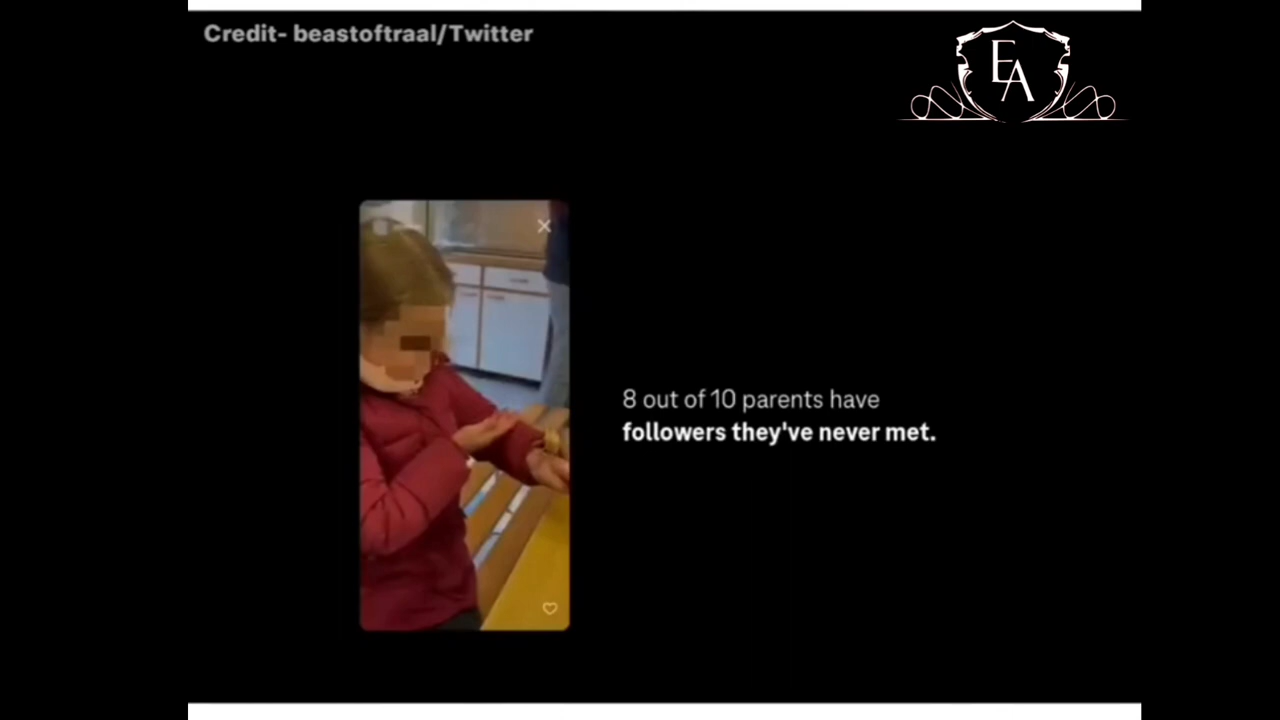 Credit- beastoftraal/Twitter
EA
8 out of 10 parents have
followers they've never met.